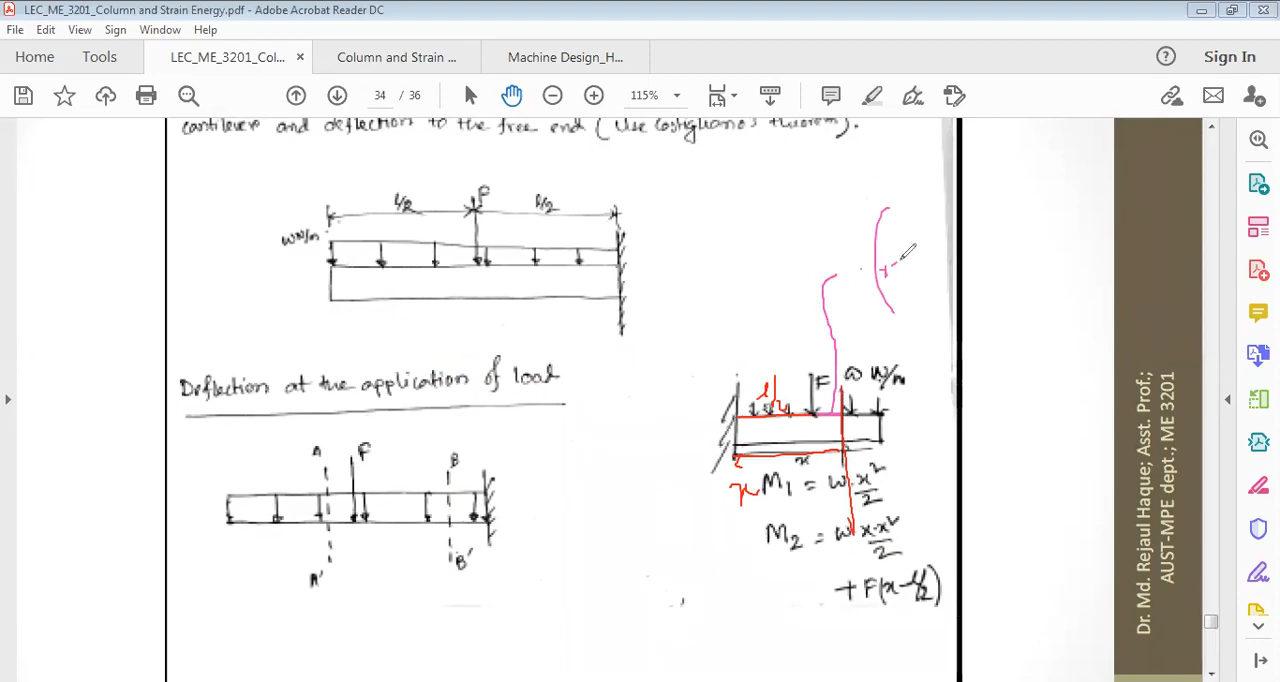 LEC_ME_3201_Column and Strain Energy.pdf - Adobe Acrobat Reader DC
File Edit View Sign Window Help
Home Tools LEC_ME_3201_Col... × Column and Strain ... Machine Design_H... Sign In
34 / 36 115%
cantilever and deflection to the free end (Use Castigliano's theorem).
l/2 F l/2
w N/m
Deflection at the application of load
A F B
A' B'
l/2 F ω N/m
x
x M1 = w·x²/2
M2 = w x·x²/2
+ F(x-l/2)
x-
Dr. Md. Rejaul Haque; Asst. Prof.;
AUST-MPE dept.; ME 3201